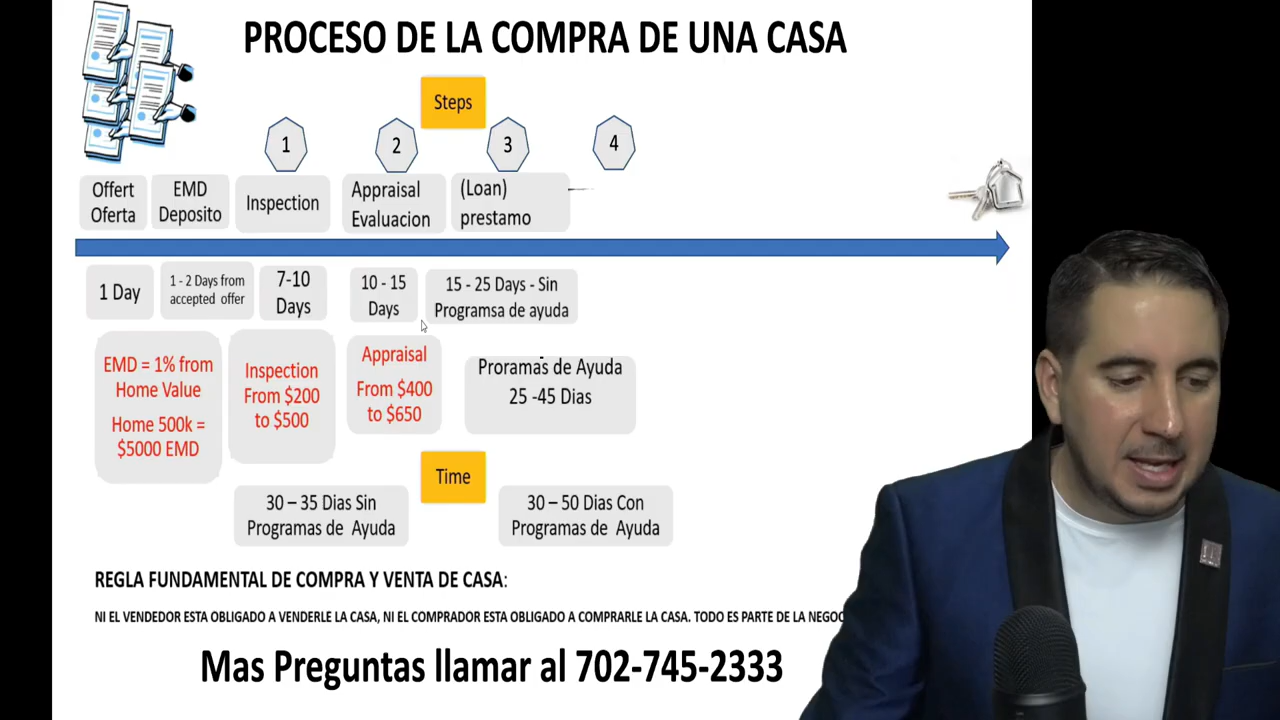 PROCESO DE LA COMPRA DE UNA CASA
Steps
1
2
3
4
Offert
Oferta
EMD
Deposito
Inspection
Appraisal
Evaluacion
(Loan)
prestamo
1 Day
1 - 2 Days from
accepted offer
7-10
Days
10 - 15
Days
15 - 25 Days - Sin
Programsa de ayuda
EMD = 1% from
Home Value
Home 500k =
$5000 EMD
Inspection
From $200
to $500
Appraisal
From $400
to $650
Proramas de Ayuda
25 -45 Dias
Time
30 – 35 Dias Sin
Programas de Ayuda
30 – 50 Dias Con
Programas de Ayuda
REGLA FUNDAMENTAL DE COMPRA Y VENTA DE CASA:
NI EL VENDEDOR ESTA OBLIGADO A VENDERLE LA CASA, NI EL COMPRADOR ESTA OBLIGADO A COMPRARLE LA CASA. TODO ES PARTE DE LA NEGOC
Mas Preguntas llamar al 702-745-2333